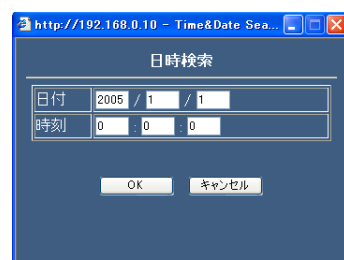 http://192.168.0.10 - Time&Date Sea...
日時検索
日付 2005 / 1 / 1
時刻 0 : 0 : 0
OK キャンセル